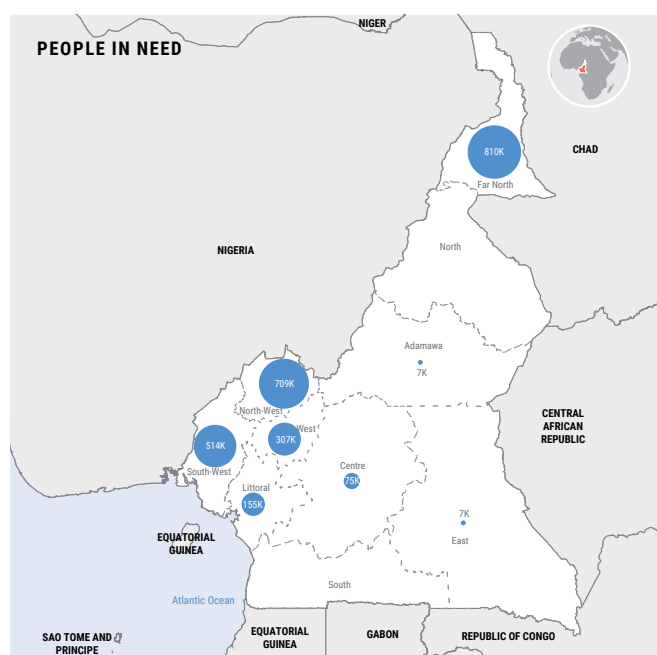 NIGER
PEOPLE IN NEED
CHAD
810K
Far North
NIGERIA
North
Adamawa
7K
709K
North-West
CENTRAL
AFRICAN
REPUBLIC
West
307K
514K
South-West
Centre
75K
Littoral
155K
7K
East
EQUATORIAL
GUINEA
South
Atlantic Ocean
SAO TOME AND
PRINCIPE
EQUATORIAL
GUINEA
GABON
REPUBLIC OF CONGO